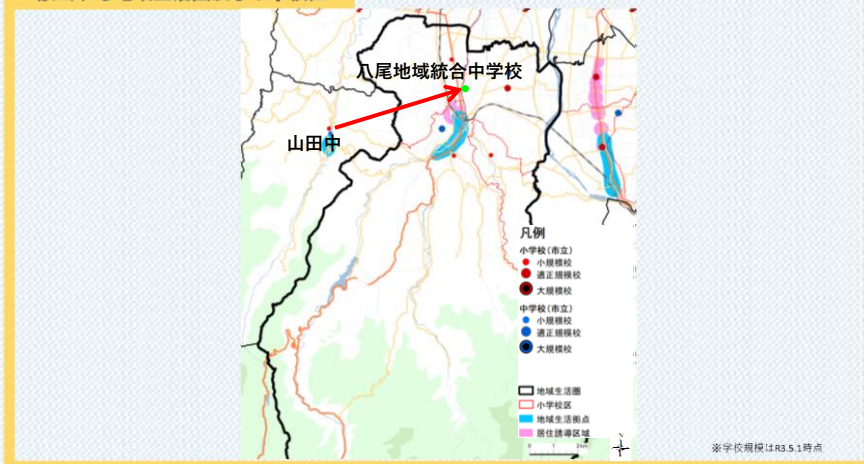 八尾地域統合中学校
山田中
凡例
小学校(市立)
小規模校
適正規模校
大規模校
中学校(市立)
小規模校
適正規模校
大規模校
地域生活圏
小学校区
地域生活拠点
居住誘導区域
N
0 1 2km
※学校規模はR3.5.1時点